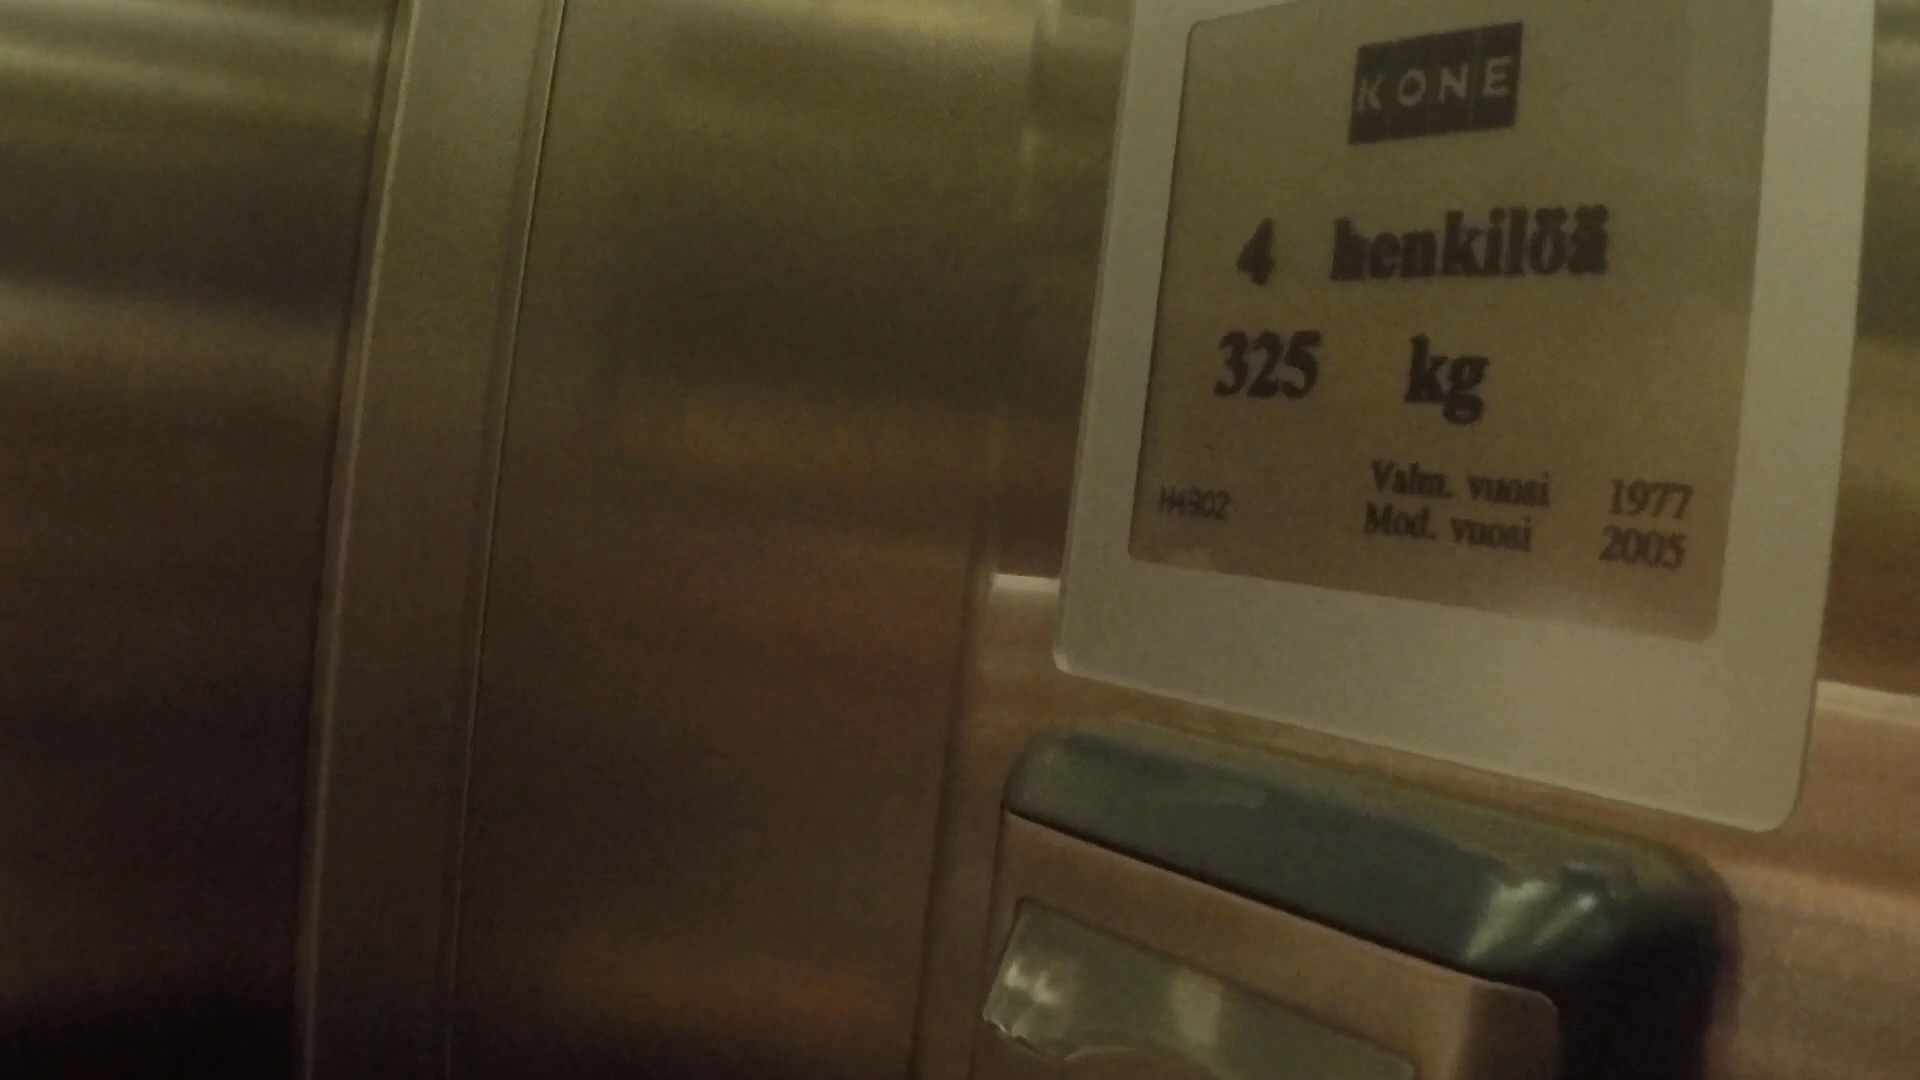 KONE
4 henkilöä
325 kg
H4902
Valm. vuosi 1977
Mod. vuosi 2005